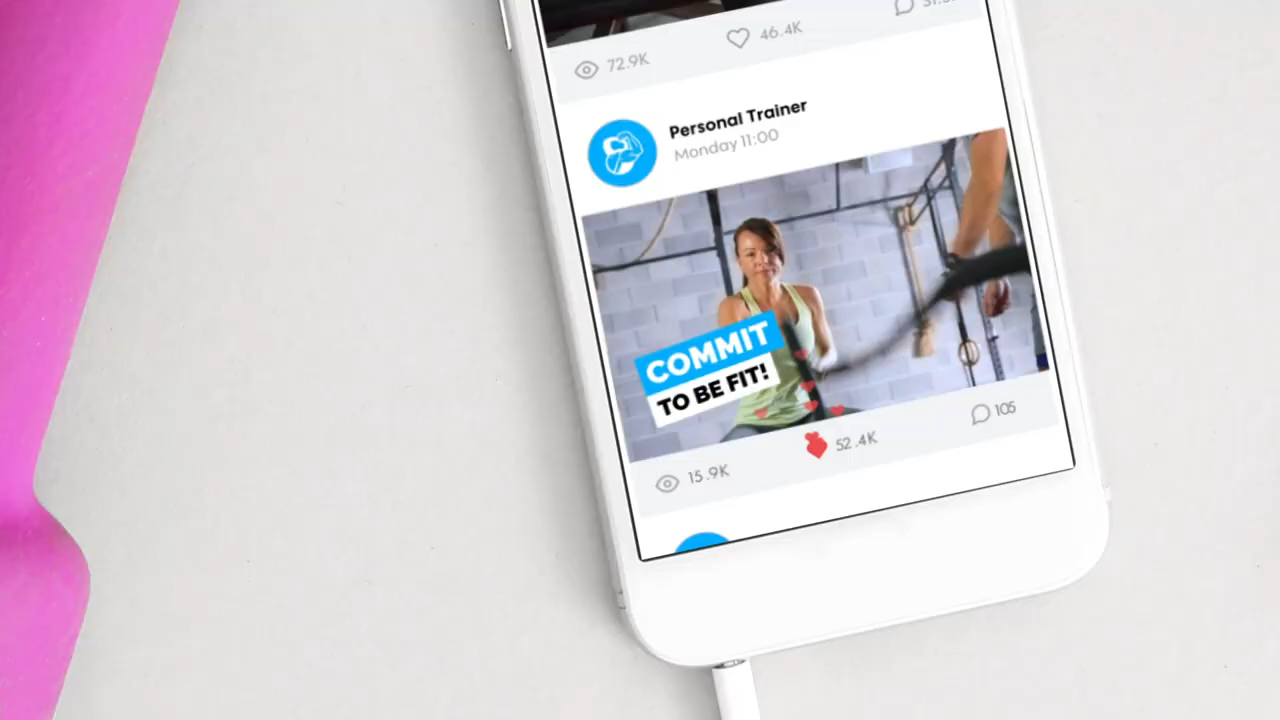 72.9K
46.4K
Personal Trainer
Monday 11:00
COMMIT
TO BE FIT!
15.9K
52.4K
105